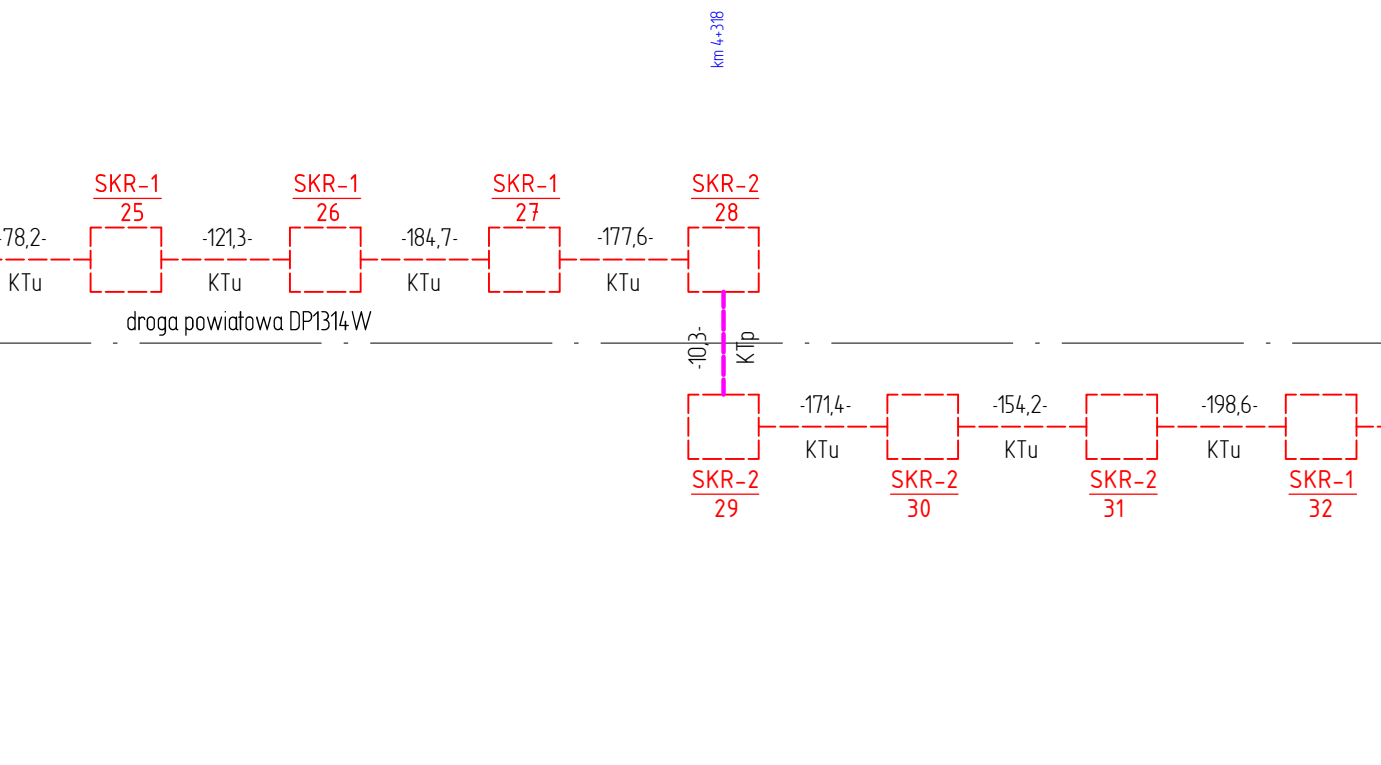 km 4+318
SKR-1
25
SKR-1
26
SKR-1
27
SKR-2
28
-78,2-
-121,3-
-184,7-
-177,6-
KTu
KTu
KTu
KTu
droga powiatowa DP1314W
-10,3-
KTp
-171,4-
-154,2-
-198,6-
KTu
KTu
KTu
SKR-2
29
SKR-2
30
SKR-2
31
SKR-1
32